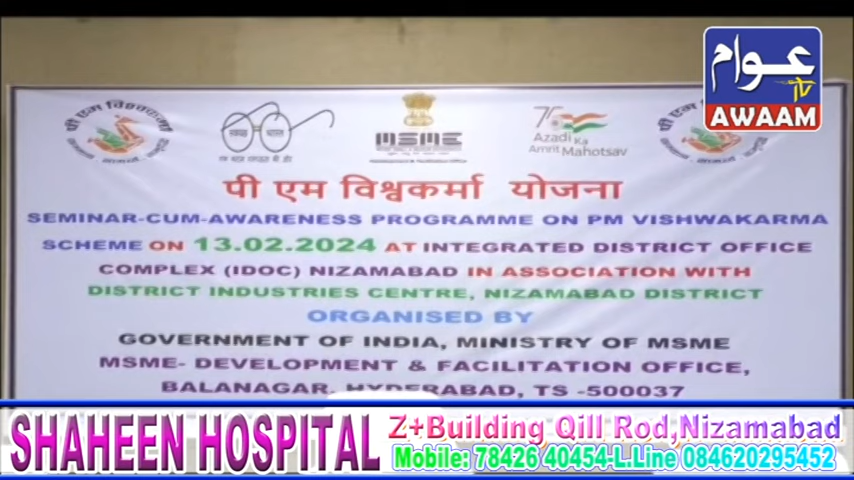 عوام
TV
AWAAM
पी एम विश्वकर्मा
स्वच्छ भारत
एक कदम स्वच्छता की ओर
MSME
75
Azadi Ka
Amrit Mahotsav
पी एम
पी एम विश्वकर्मा योजना
SEMINAR-CUM-AWARENESS PROGRAMME ON PM VISHWAKARMA
SCHEME ON 13.02.2024 AT INTEGRATED DISTRICT OFFICE
COMPLEX (IDOC) NIZAMABAD IN ASSOCIATION WITH
DISTRICT INDUSTRIES CENTRE, NIZAMABAD DISTRICT
ORGANISED BY
GOVERNMENT OF INDIA, MINISTRY OF MSME
MSME- DEVELOPMENT & FACILITATION OFFICE,
BALANAGAR, HYDERABAD, TS -500037
SHAHEEN HOSPITAL
Z+Building Qill Rod,Nizamabad
Mobile: 78426 40454-L.Line 084620295452